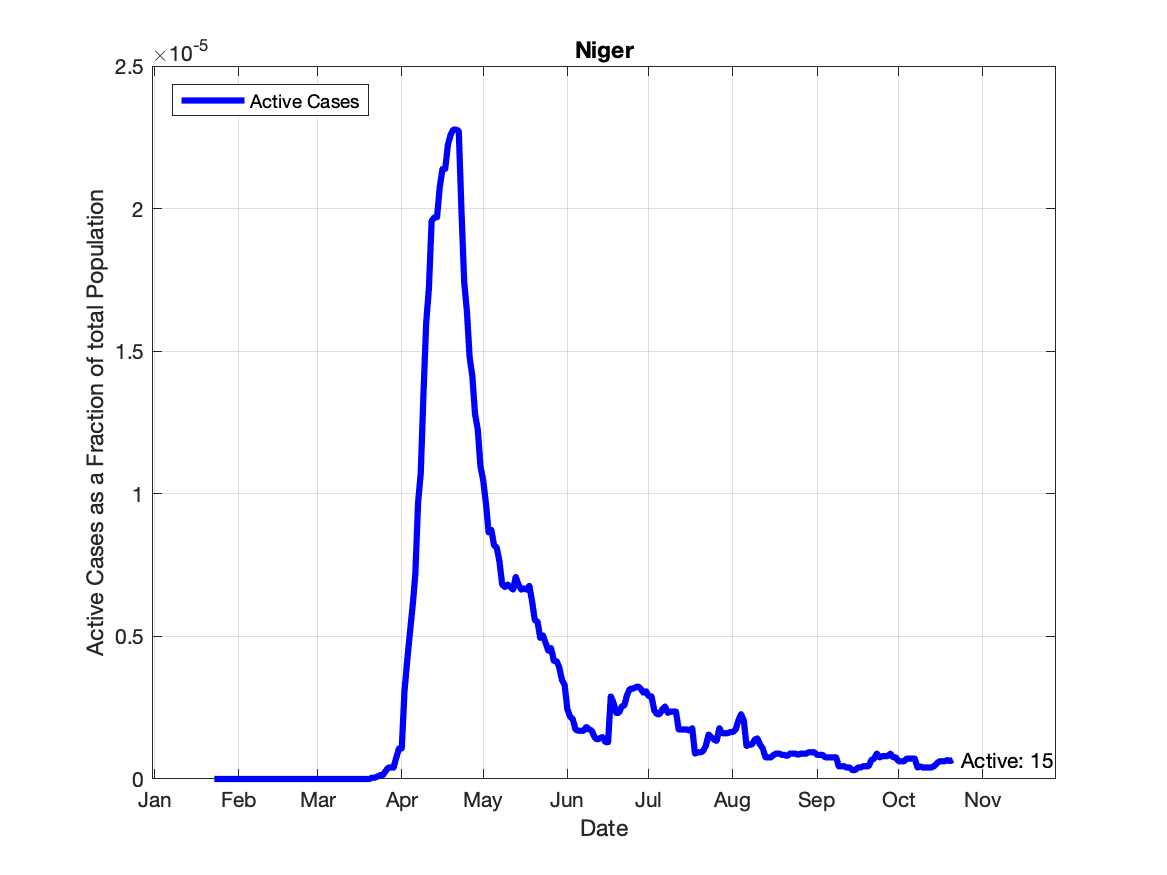 Niger
×10-5
Active Cases
2.5
2
1.5
1
0.5
0
Active Cases as a Fraction of total Population
Active: 15
Jan Feb Mar Apr May Jun Jul Aug Sep Oct Nov
Date